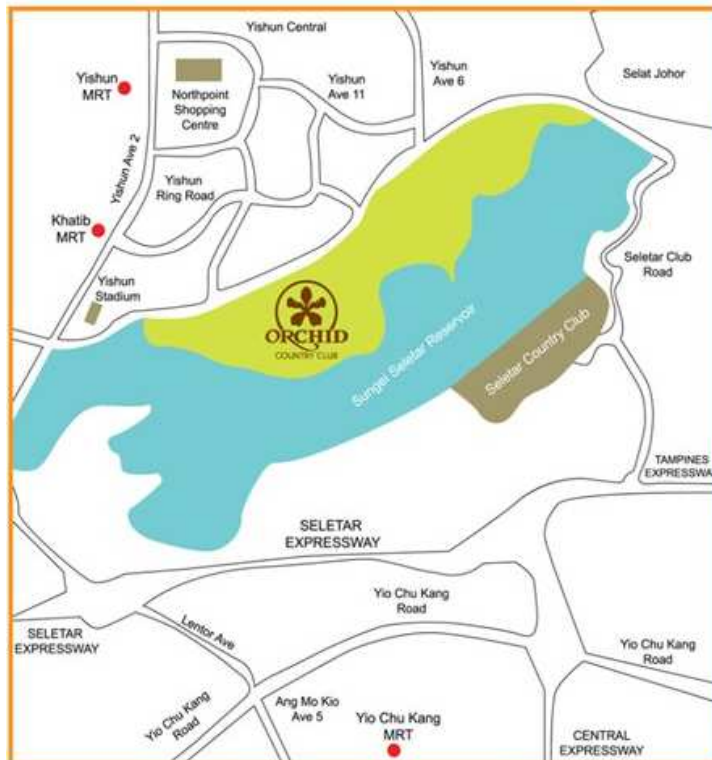 Yishun Central
Yishun
MRT
Northpoint
Shopping
Centre
Yishun
Ave 11
Yishun
Ave 6
Selat Johor
Yishun Ave 2
Yishun
Ring Road
Khatib
MRT
Yishun
Stadium
Seletar Club
Road
ORCHID
COUNTRY CLUB
Sungei Seletar Reservoir
Seletar Country Club
TAMPINES
EXPRESSWAY
SELETAR
EXPRESSWAY
Yio Chu Kang
Road
Lentor Ave
SELETAR
EXPRESSWAY
Yio Chu Kang
Road
Yio Chu Kang
Road
Ang Mo Kio
Ave 5
Yio Chu Kang
MRT
CENTRAL
EXPRESSWAY